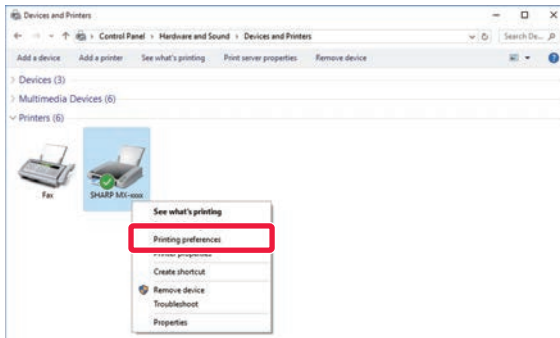 Devices and Printers
Control Panel > Hardware and Sound > Devices and Printers
Search De...
Add a device Add a printer See what's printing Print server properties Remove device
Devices (3)
Multimedia Devices (6)
Printers (6)
Fax
SHARP MX-xxxx
See what's printing
Printing preferences
Printer properties
Create shortcut
Remove device
Troubleshoot
Properties